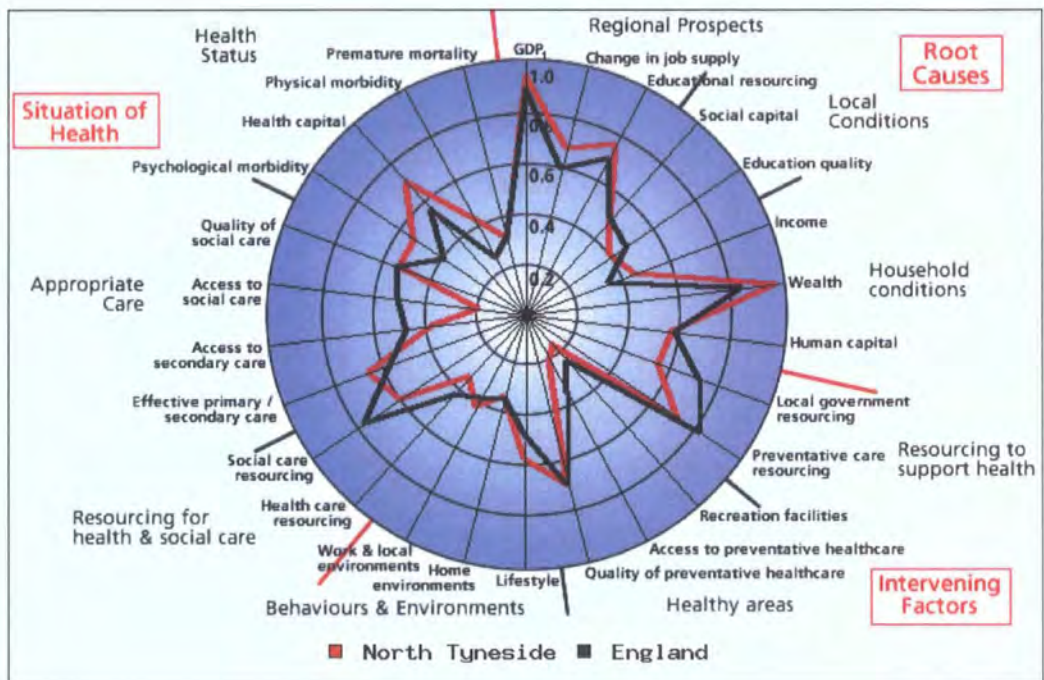 Health
Status
Regional Prospects
Root
Causes
Premature mortality
GDP
Change in job supply
Physical morbidity
1.0
Educational resourcing
Situation of
Health
Health capital
Social capital
Local
Conditions
Psychological morbidity
0.6
Education quality
Quality of
social care
0.4
Income
Appropriate
Care
Access to
social care
0.2
Wealth
Household
conditions
Access to
secondary care
Human capital
Effective primary /
secondary care
Local government
resourcing
Social care
resourcing
Preventative care
resourcing
Resourcing to
support health
Resourcing for
health & social care
Health care
resourcing
Recreation facilities
Work & local
environments
Home
environments
Lifestyle
Access to preventative healthcare
Quality of preventative healthcare
Behaviours & Environments
Healthy areas
Intervening
Factors
North Tyneside
England